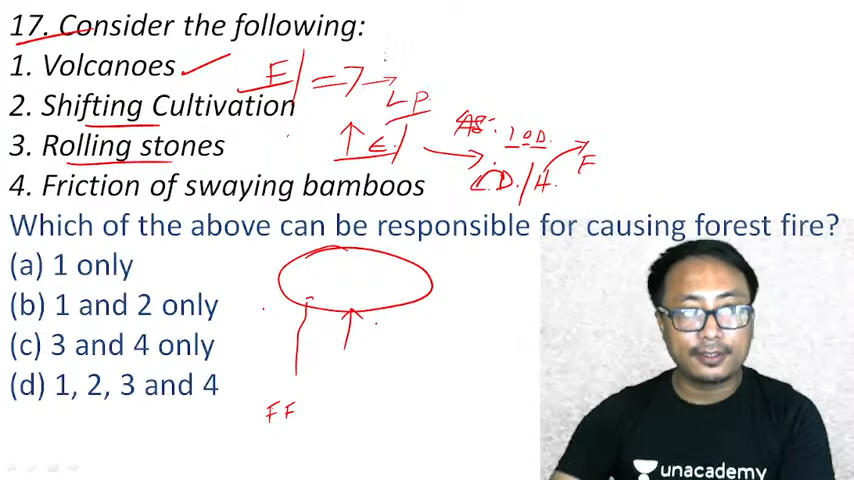 17. Consider the following:
1. Volcanoes
2. Shifting Cultivation
3. Rolling stones
4. Friction of swaying bamboos
Which of the above can be responsible for causing forest fire?
(a) 1 only
(b) 1 and 2 only
(c) 3 and 4 only
(d) 1, 2, 3 and 4
FF
unacademy